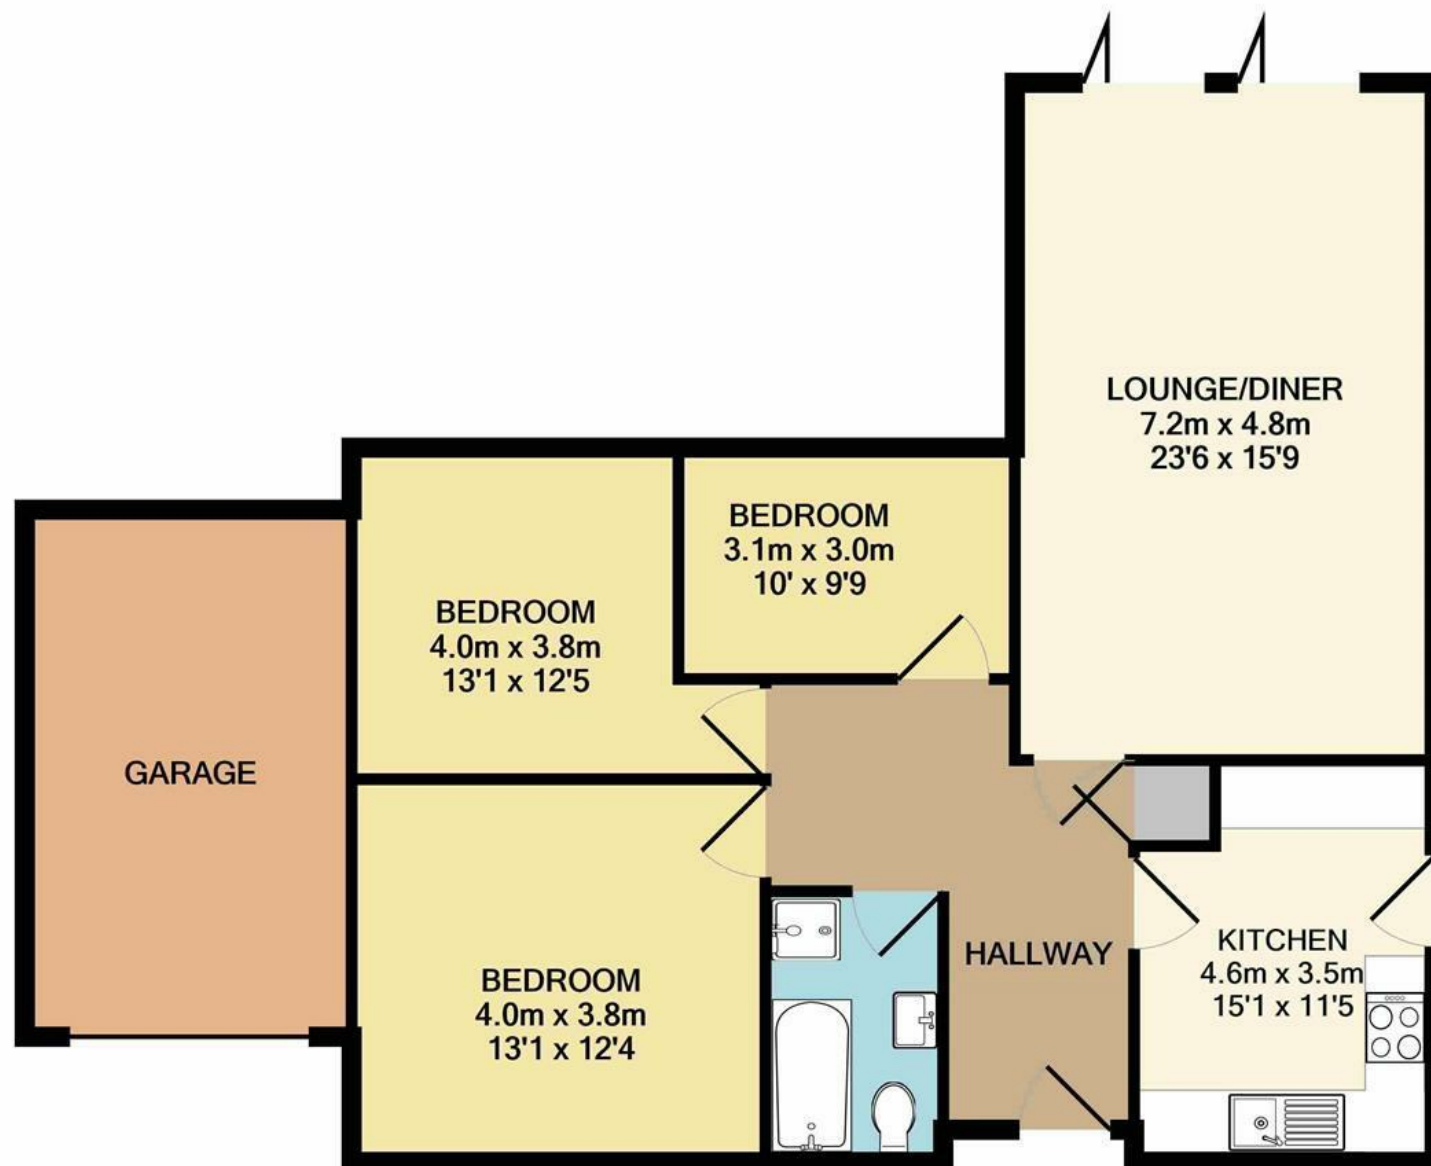 LOUNGE/DINER
7.2m x 4.8m
23'6 x 15'9
BEDROOM
3.1m x 3.0m
10' x 9'9
BEDROOM
4.0m x 3.8m
13'1 x 12'5
GARAGE
BEDROOM
4.0m x 3.8m
13'1 x 12'4
HALLWAY
KITCHEN
4.6m x 3.5m
15'1 x 11'5